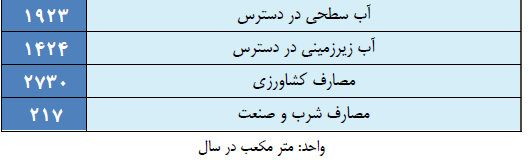 آب سطحی در دسترس ۱۹۲۳
آب زیرزمینی در دسترس ۱۴۲۴
مصارف کشاورزی ۲۷۳۰
مصارف شرب و صنعت ۲۱۷
واحد: متر مکعب در سال